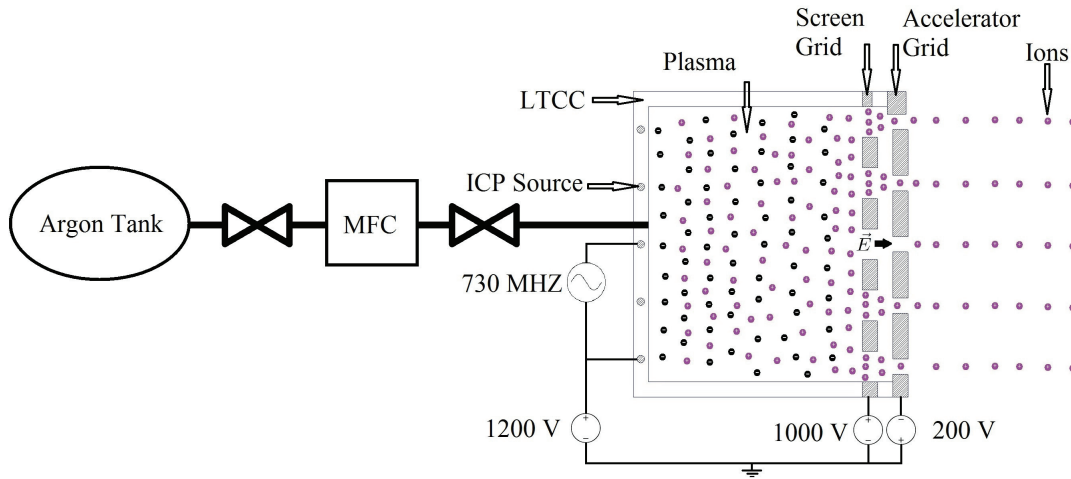 Screen
Grid
Accelerator
Grid
Ions
Plasma
LTCC
ICP Source
Argon Tank
MFC
E
730 MHZ
1200 V
1000 V
200 V